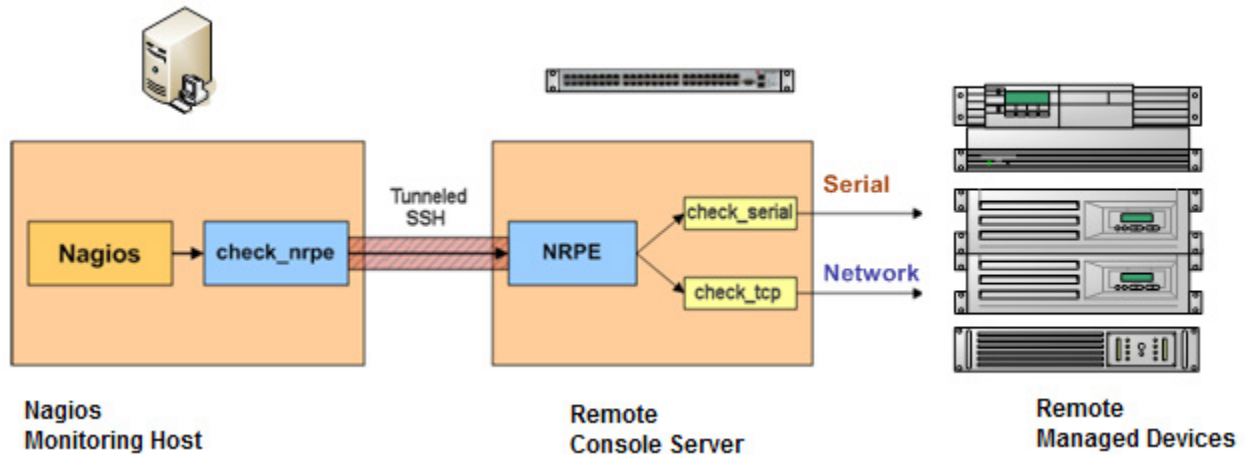 Tunneled
SSH
Serial
Nagios
check_nrpe
NRPE
check_serial
Network
check_tcp
Nagios
Monitoring Host
Remote
Console Server
Remote
Managed Devices